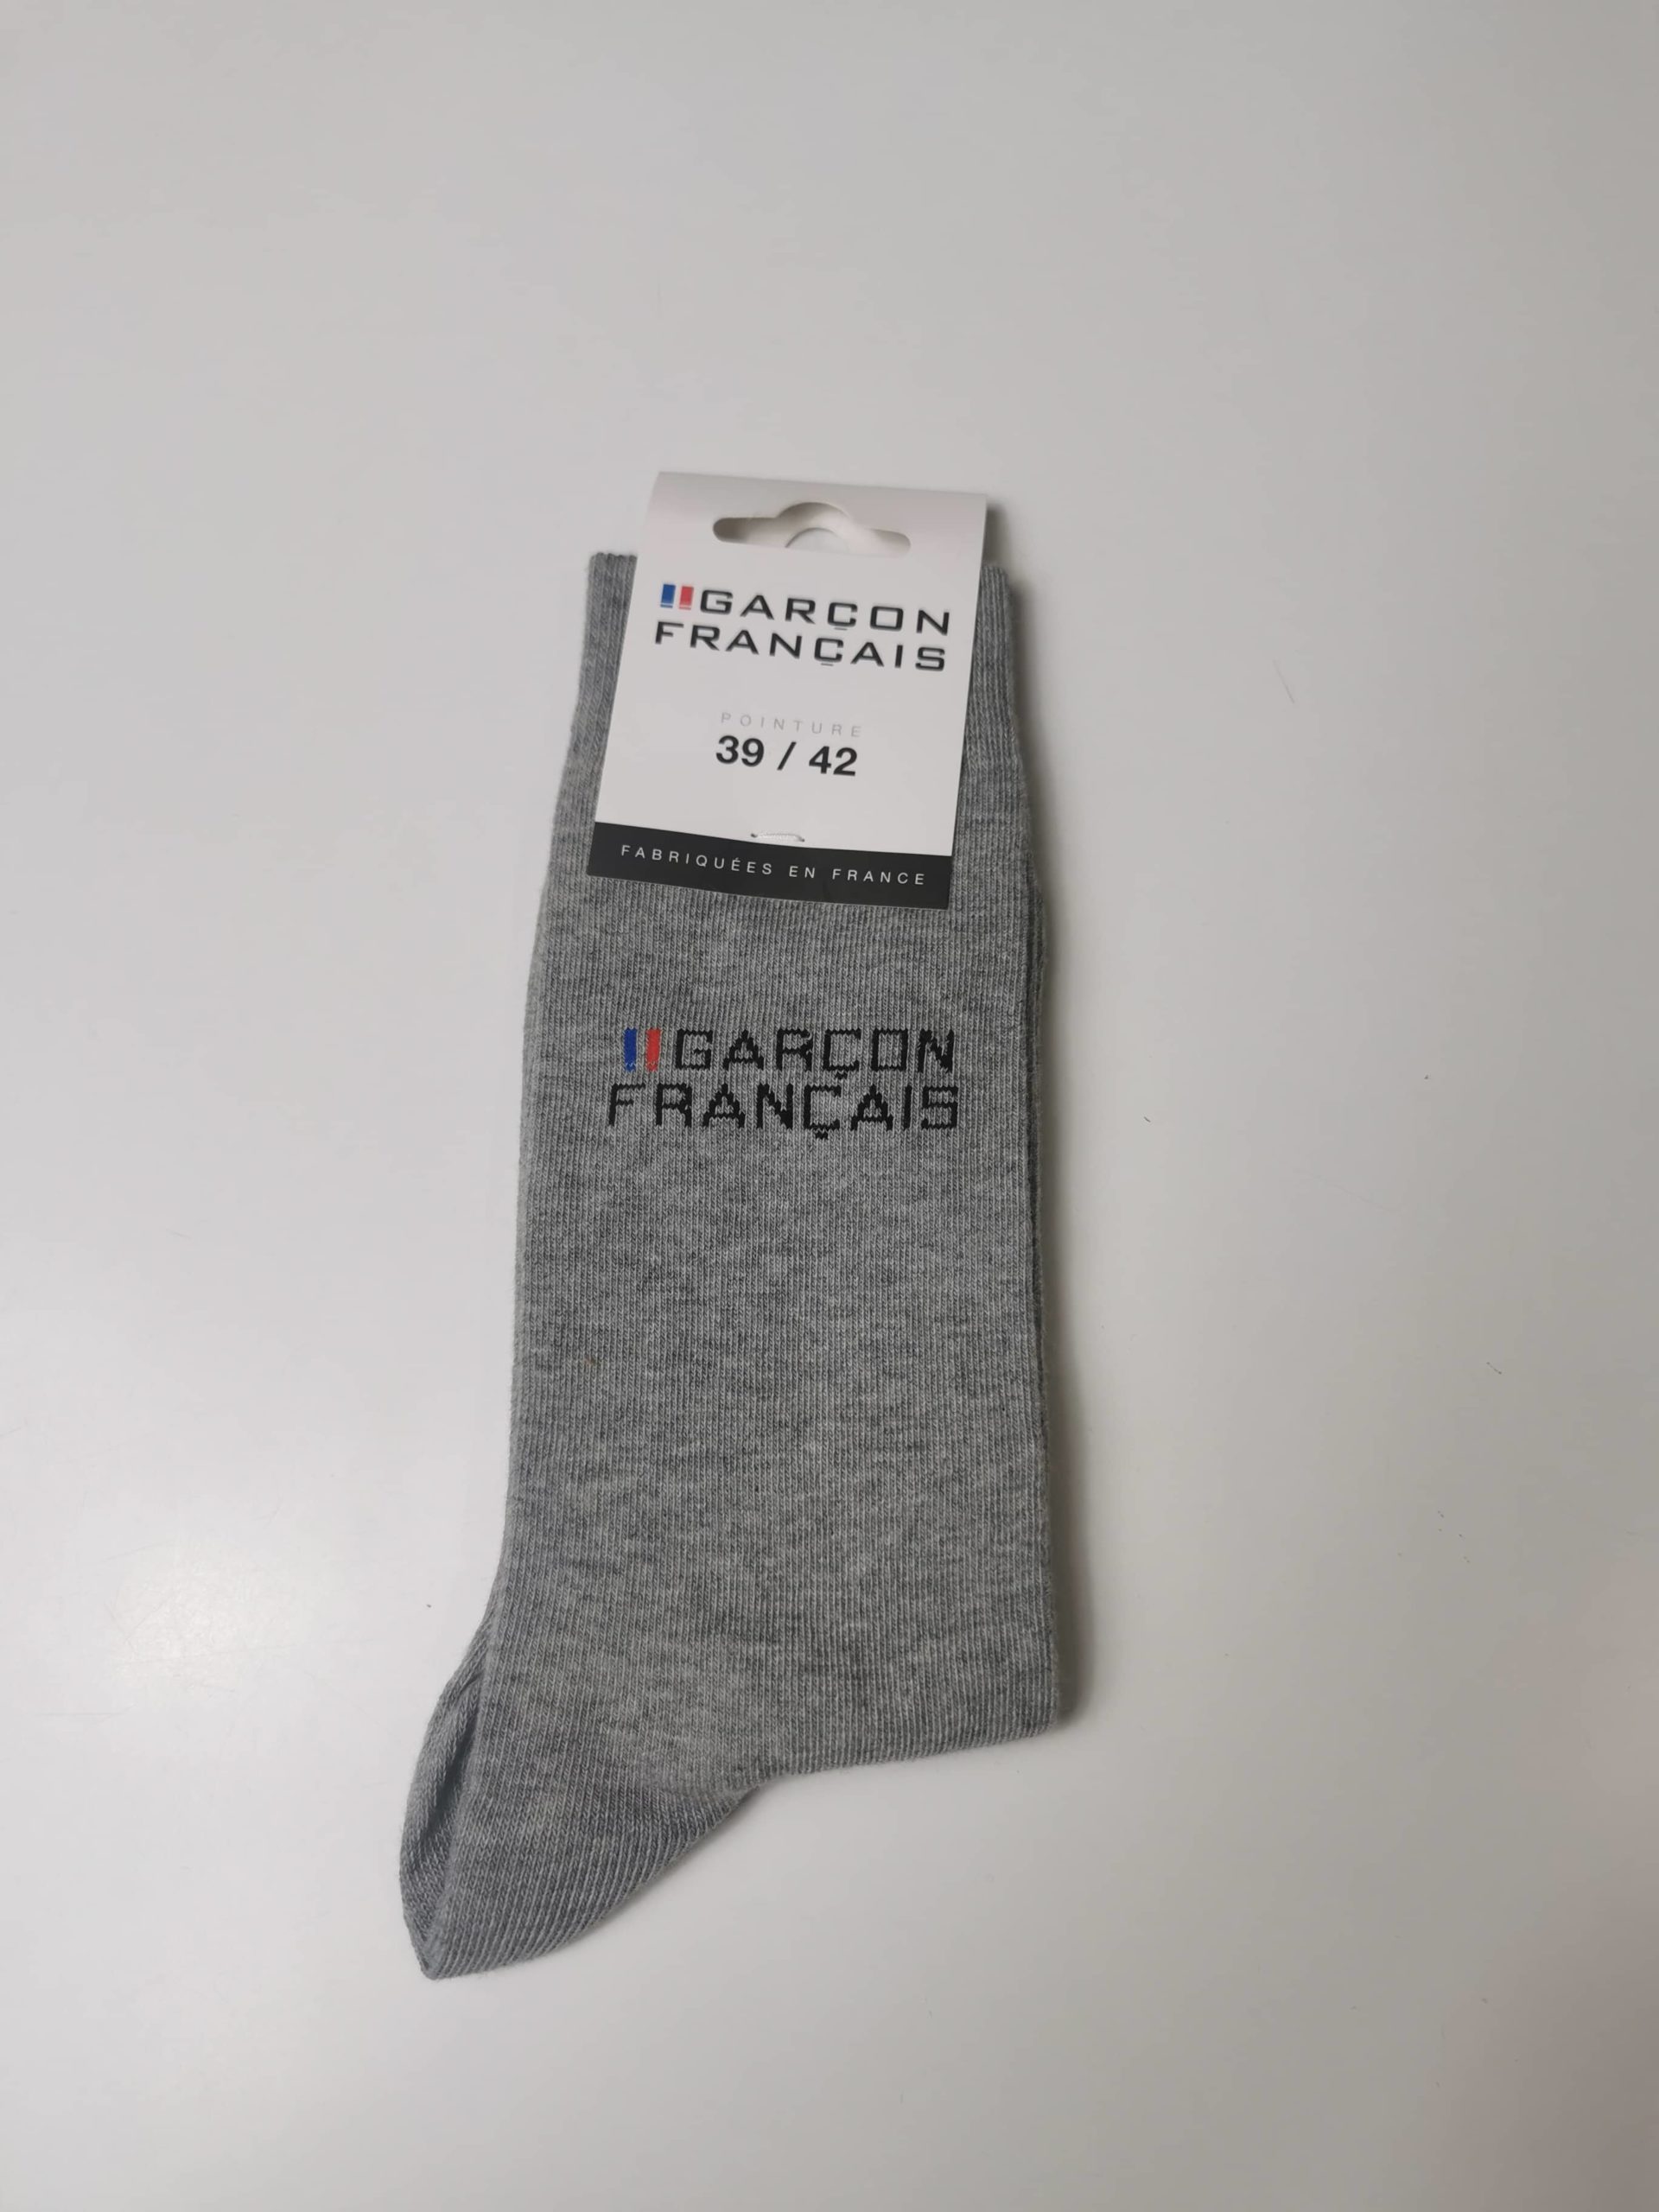 GARÇON
FRANÇAIS
POINTURE
39 / 42
FABRIQUÉES EN FRANCE
GARÇON
FRANÇAIS